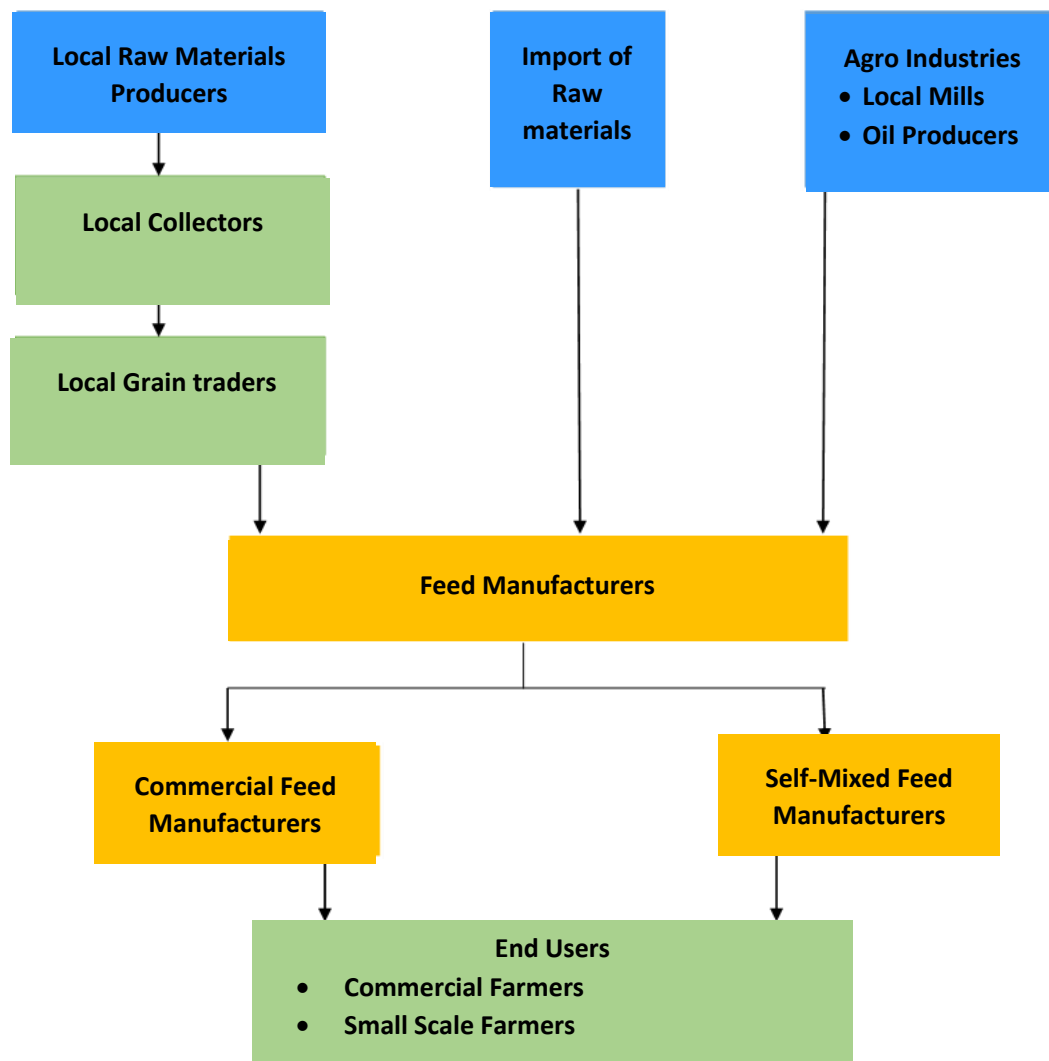 Local Raw Materials
Producers
Import of
Raw
materials
Agro Industries
• Local Mills
• Oil Producers
Local Collectors
Local Grain traders
Feed Manufacturers
Commercial Feed
Manufacturers
Self-Mixed Feed
Manufacturers
End Users
• Commercial Farmers
• Small Scale Farmers